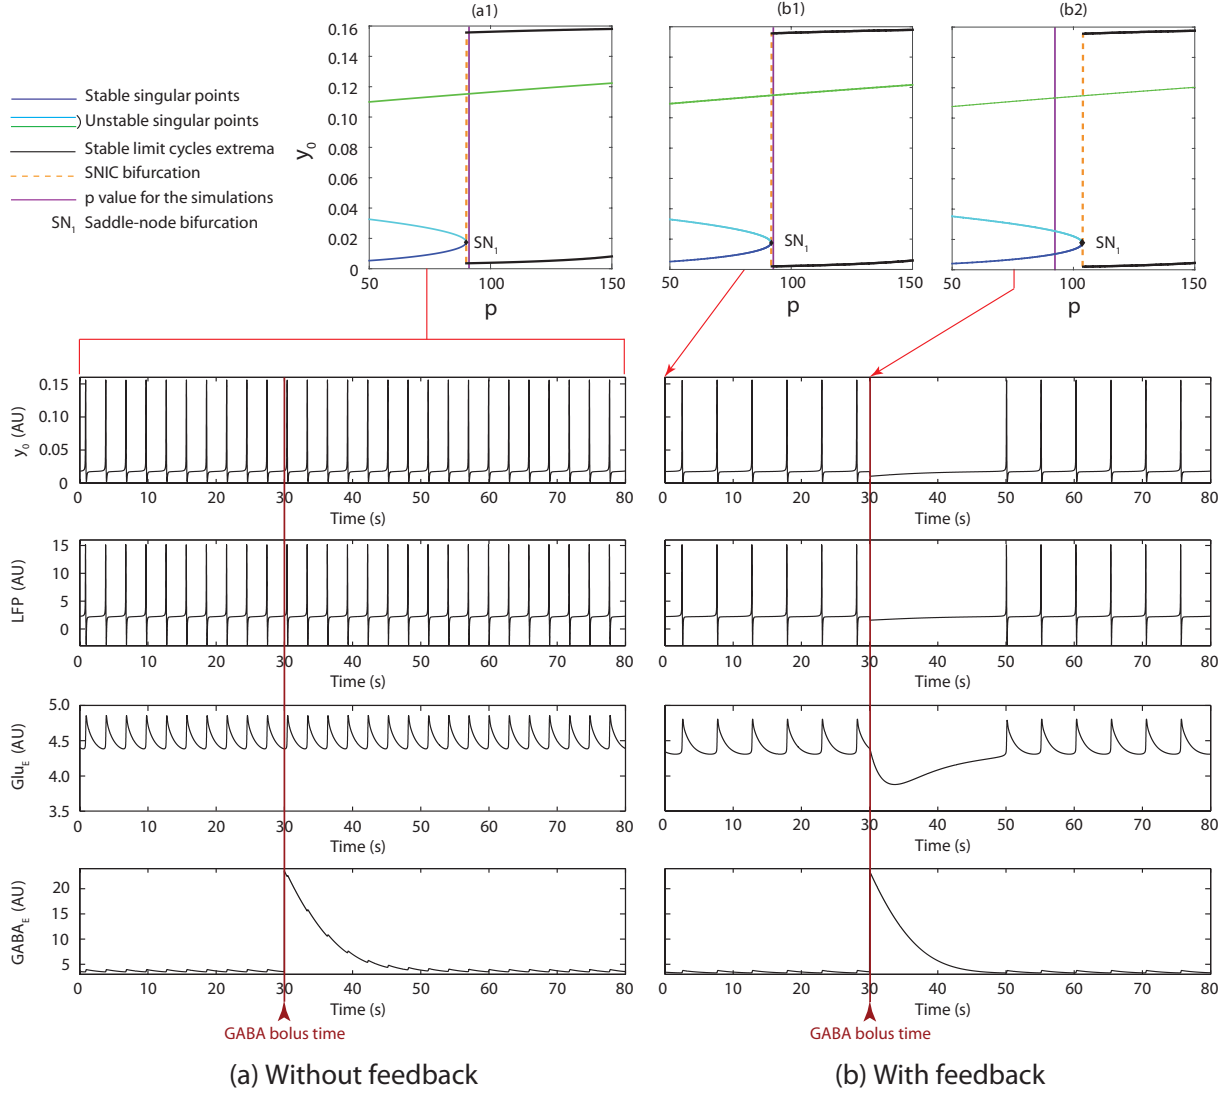 (a1)
(b1)
(b2)
Stable singular points
Unstable singular points
Stable limit cycles extrema
SNIC bifurcation
p value for the simulations
SN1 Saddle-node bifurcation
y0
0.16
0.12
0.08
0.06
0.04
0.02
0
SN1
50 100 150
p
SN1
50 100 150
p
SN1
50 100 150
y0 (AU)
0.15
0.10
0.05
0
0 10 20 30 40 50 60 70 80
Time (s)
0 10 20 30 40 50 60 70 80
Time (s)
LFP (AU)
15
10
5
0
0 10 20 30 40 50 60 70 80
Time (s)
0 10 20 30 40 50 60 70 80
Time (s)
GluE (AU)
5.0
4.5
4.0
3.5
0 10 20 30 40 50 60 70 80
Time (s)
0 10 20 30 40 50 60 70 80
Time (s)
GABAE (AU)
20
15
10
5
0 10 20 30 40 50 60 70 80
Time (s)
0 10 20 30 40 50 60 70 80
Time (s)
GABA bolus time
GABA bolus time
(a) Without feedback
(b) With feedback